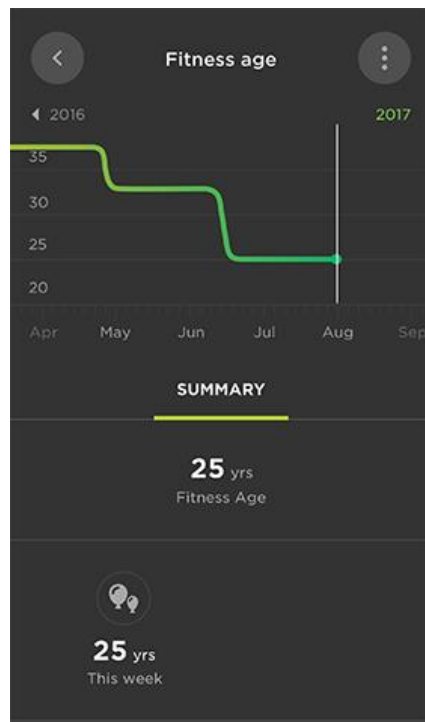 Fitness age
2016 2017
35
30
25
20
Apr May Jun Jul Aug Sep
SUMMARY
25 yrs
Fitness Age
25 yrs
This week